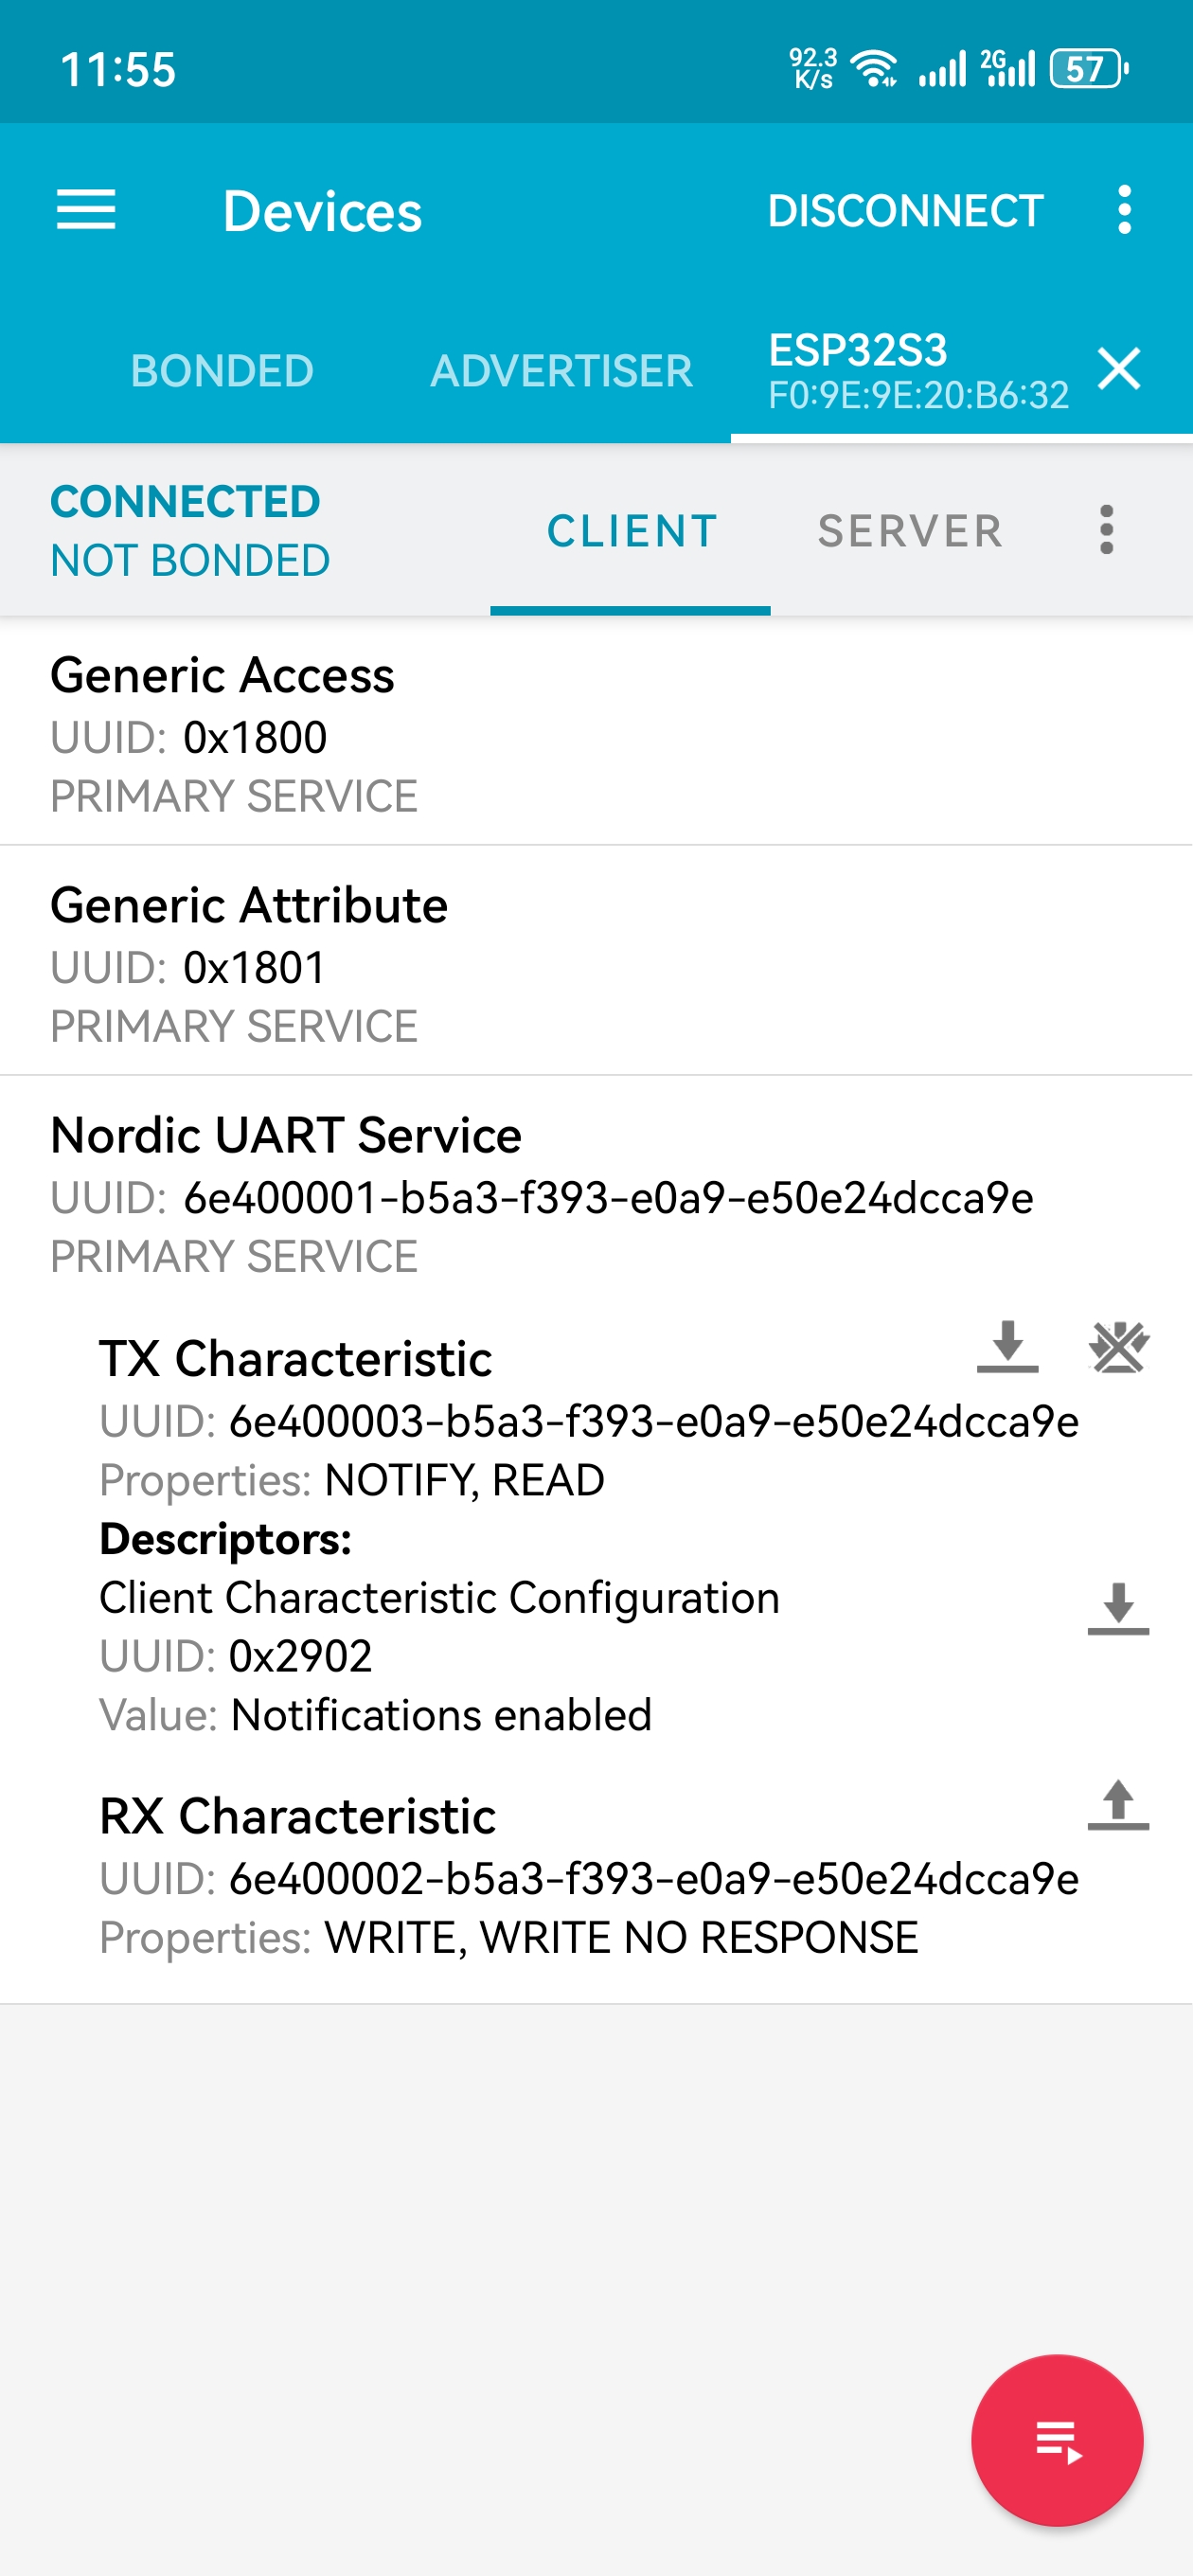 11:55
92.3 K/s
2G
57
Devices
DISCONNECT
BONDED
ADVERTISER
ESP32S3
F0:9E:9E:20:B6:32
CONNECTED
NOT BONDED
CLIENT
SERVER
Generic Access
UUID: 0x1800
PRIMARY SERVICE
Generic Attribute
UUID: 0x1801
PRIMARY SERVICE
Nordic UART Service
UUID: 6e400001-b5a3-f393-e0a9-e50e24dcca9e
PRIMARY SERVICE
TX Characteristic
UUID: 6e400003-b5a3-f393-e0a9-e50e24dcca9e
Properties: NOTIFY, READ
Descriptors:
Client Characteristic Configuration
UUID: 0x2902
Value: Notifications enabled
RX Characteristic
UUID: 6e400002-b5a3-f393-e0a9-e50e24dcca9e
Properties: WRITE, WRITE NO RESPONSE